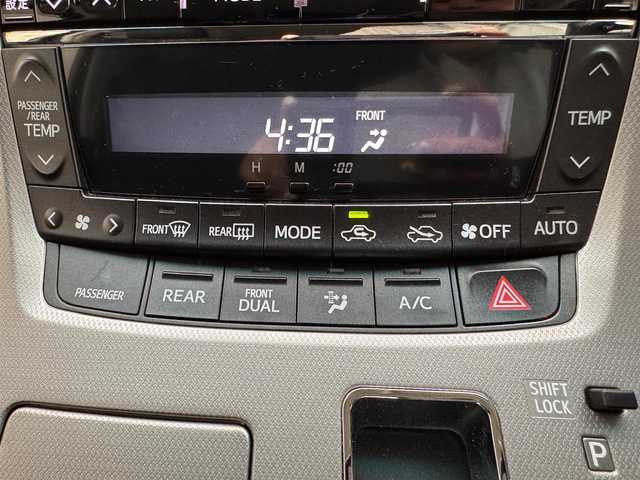 設定
MODE
PASSENGER
/REAR
TEMP
4:36
FRONT
TEMP
H M :00
FRONT REAR MODE OFF AUTO
PASSENGER REAR FRONT DUAL A/C
SHIFT
LOCK
P